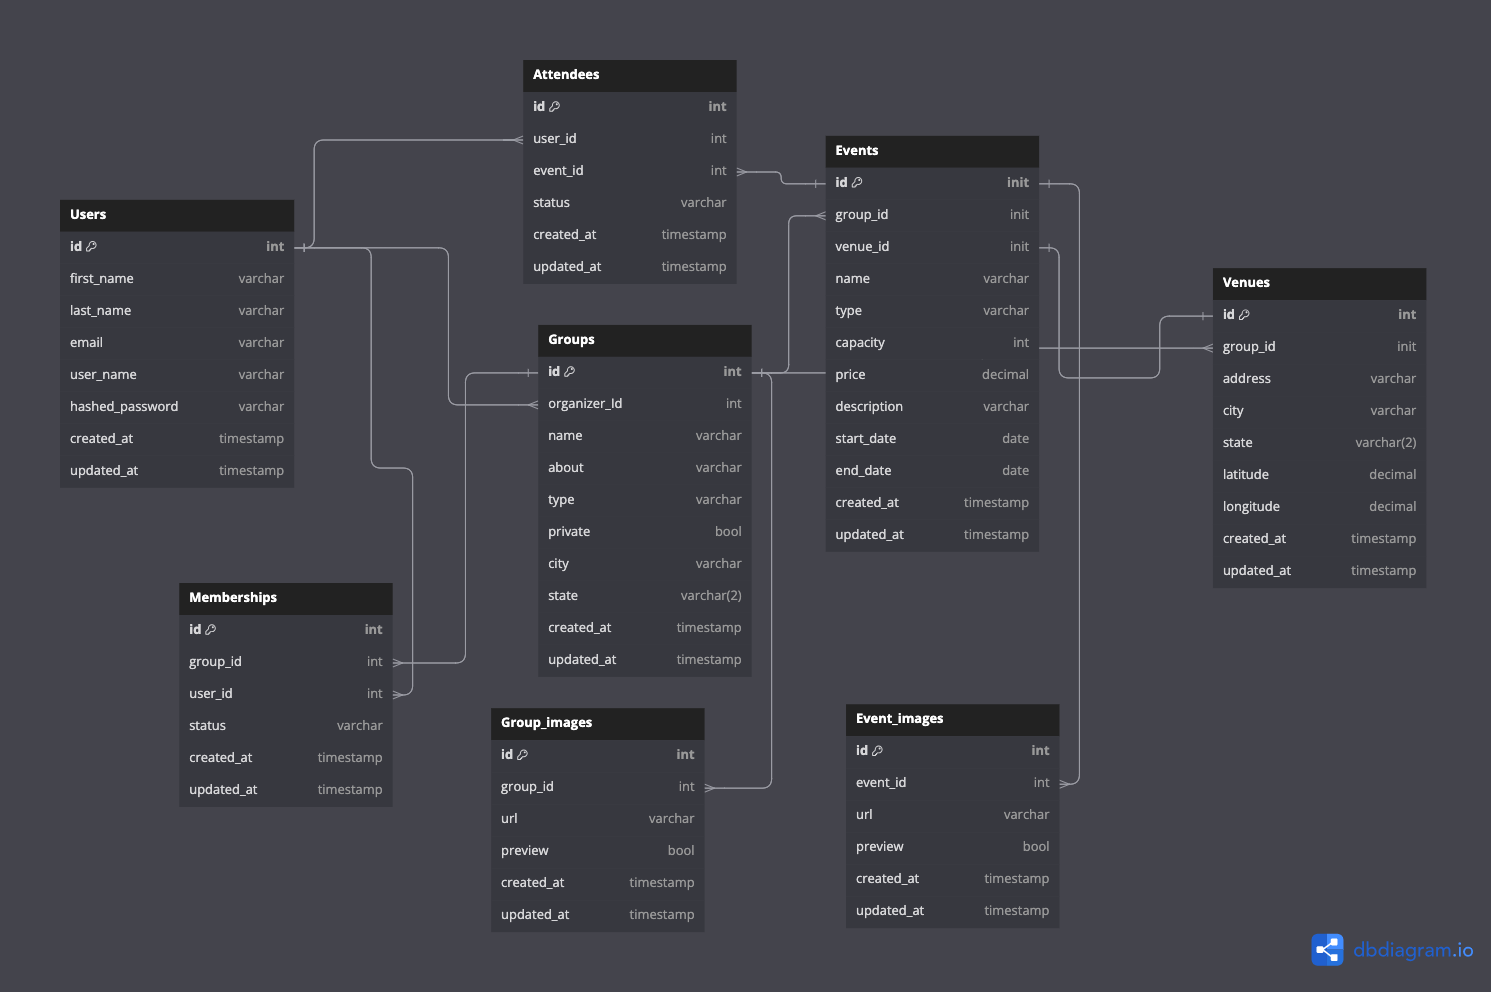 Attendees
id int
user_id int
event_id int
status varchar
created_at timestamp
updated_at timestamp
Events
id init
group_id init
venue_id init
name varchar
type varchar
capacity int
price decimal
description varchar
start_date date
end_date date
created_at timestamp
updated_at timestamp
Users
id int
first_name varchar
last_name varchar
email varchar
user_name varchar
hashed_password varchar
created_at timestamp
updated_at timestamp
Venues
id int
group_id init
address varchar
city varchar
state varchar(2)
latitude decimal
longitude decimal
created_at timestamp
updated_at timestamp
Groups
id int
organizer_Id int
name varchar
about varchar
type varchar
private bool
city varchar
state varchar(2)
created_at timestamp
updated_at timestamp
Memberships
id int
group_id int
user_id int
status varchar
created_at timestamp
updated_at timestamp
Group_images
id int
group_id int
url varchar
preview bool
created_at timestamp
updated_at timestamp
Event_images
id int
event_id int
url varchar
preview bool
created_at timestamp
updated_at timestamp
dbdiagram.io